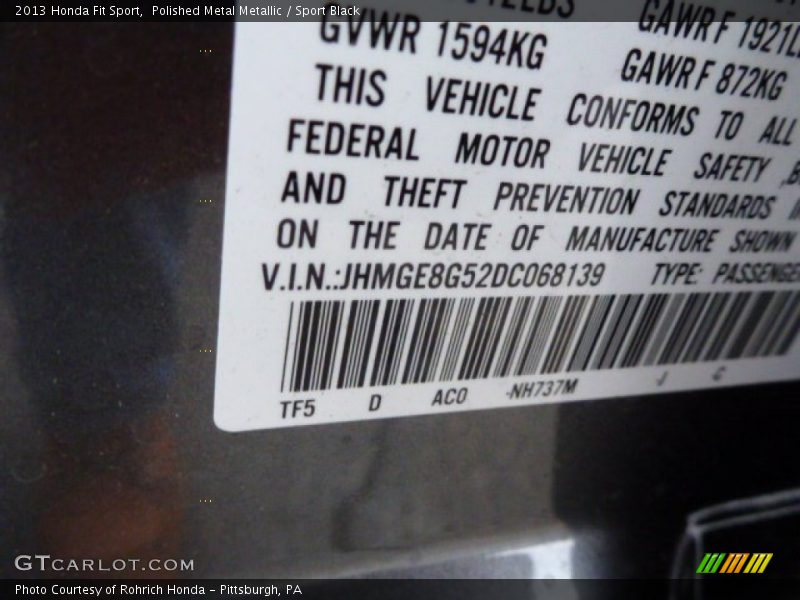 2013 Honda Fit Sport,  Polished Metal Metallic / Sport Black
GVWR 1594KG GAWR F 872KG
THIS VEHICLE CONFORMS TO ALL
FEDERAL MOTOR VEHICLE SAFETY
AND THEFT PREVENTION STANDARDS
ON THE DATE OF MANUFACTURE SHOWN
V.I.N.:JHMGE8G52DC068139 TYPE: PASSENGER
TF5 D AC0 -NH737M J C
GTCARLOT.COM
Photo Courtesy of Rohrich Honda – Pittsburgh, PA